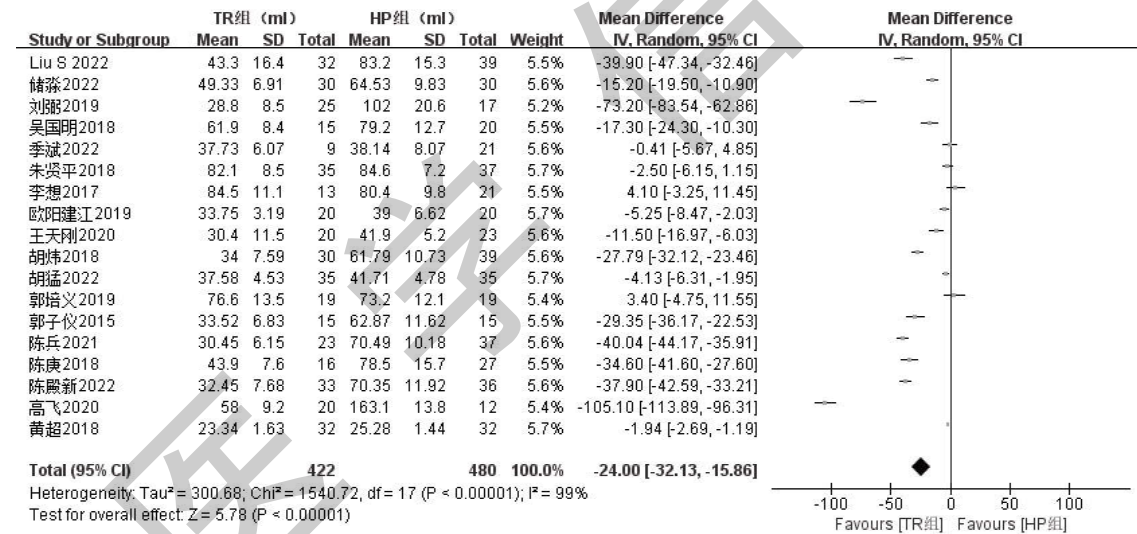 TR组（ml） HP组（ml） Mean Difference Mean Difference
Study or Subgroup Mean SD Total Mean SD Total Weight IV, Random, 95% CI IV, Random, 95% CI
Liu S 2022 43.3 16.4 32 83.2 15.3 39 5.5% -39.90 [-47.34, -32.46]
储淼2022 49.33 6.91 30 64.53 9.83 30 5.6% -15.20 [-19.50, -10.90]
刘弼2019 28.8 8.5 25 102 20.6 17 5.2% -73.20 [-83.54, -62.86]
吴国明2018 61.9 8.4 15 79.2 12.7 20 5.5% -17.30 [-24.30, -10.30]
季斌2022 37.73 6.07 9 38.14 8.07 21 5.6% -0.41 [-5.67, 4.85]
朱贤平2018 82.1 8.5 35 84.6 7.2 37 5.6% -2.50 [-6.15, 1.15]
李想2017 84.5 11.1 13 80.4 9.8 21 5.5% 4.10 [-3.25, 11.45]
欧阳建江2019 33.75 3.19 20 39 6.62 20 5.7% -5.25 [-8.47, -2.03]
王天刚2020 30.4 11.5 20 41.9 5.2 23 5.6% -11.50 [-16.97, -6.03]
胡炜2018 34 7.59 30 61.79 10.73 39 5.6% -27.79 [-32.12, -23.46]
胡猛2022 37.58 4.53 35 41.71 4.78 35 5.7% -4.13 [-6.31, -1.95]
郭培义2019 76.6 13.5 19 73.2 12.1 19 5.4% 3.40 [-4.75, 11.55]
郭子仪2015 33.52 6.83 15 62.87 11.62 15 5.5% -29.35 [-36.17, -22.53]
陈兵2021 30.45 6.15 23 70.49 10.18 37 5.6% -40.04 [-44.17, -35.91]
陈庚2018 43.9 7.6 16 78.5 15.7 27 5.5% -34.60 [-41.60, -27.60]
陈殿新2022 32.45 7.68 33 70.35 11.92 36 5.6% -37.90 [-42.59, -33.21]
高飞2020 58 9.2 20 163.1 13.8 12 5.4% -105.10 [-113.89, -96.31]
黄超2018 23.34 1.63 32 25.28 1.44 32 5.7% -1.94 [-2.69, -1.19]
Total (95% CI) 422 480 100.0% -24.00 [-32.13, -15.86]
Heterogeneity: Tau² = 300.68; Chi² = 1540.72, df = 17 (P < 0.00001); I² = 99%
Test for overall effect: Z = 5.78 (P < 0.00001)
-100 -50 0 50 100
Favours [TR组] Favours [HP组]
医学信